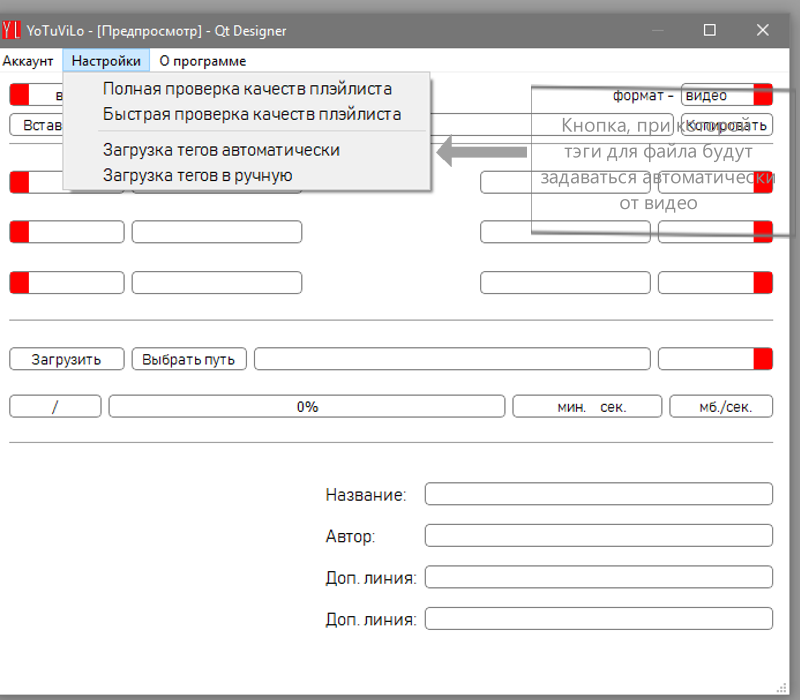 YL YoTuViLo - [Предпросмотр] - Qt Designer
Аккаунт Настройки О программе
Полная проверка качеств плэйлиста
Быстрая проверка качеств плэйлиста
Загрузка тегов автоматически
Загрузка тегов в ручную
в формат - видео
Встав Копировать
Кнопка, при которой
тэги для файла будут
задаваться автоматически
от видео
Загрузить Выбрать путь
/ 0% мин. сек. мб./сек.
Название:
Автор:
Доп. линия:
Доп. линия: